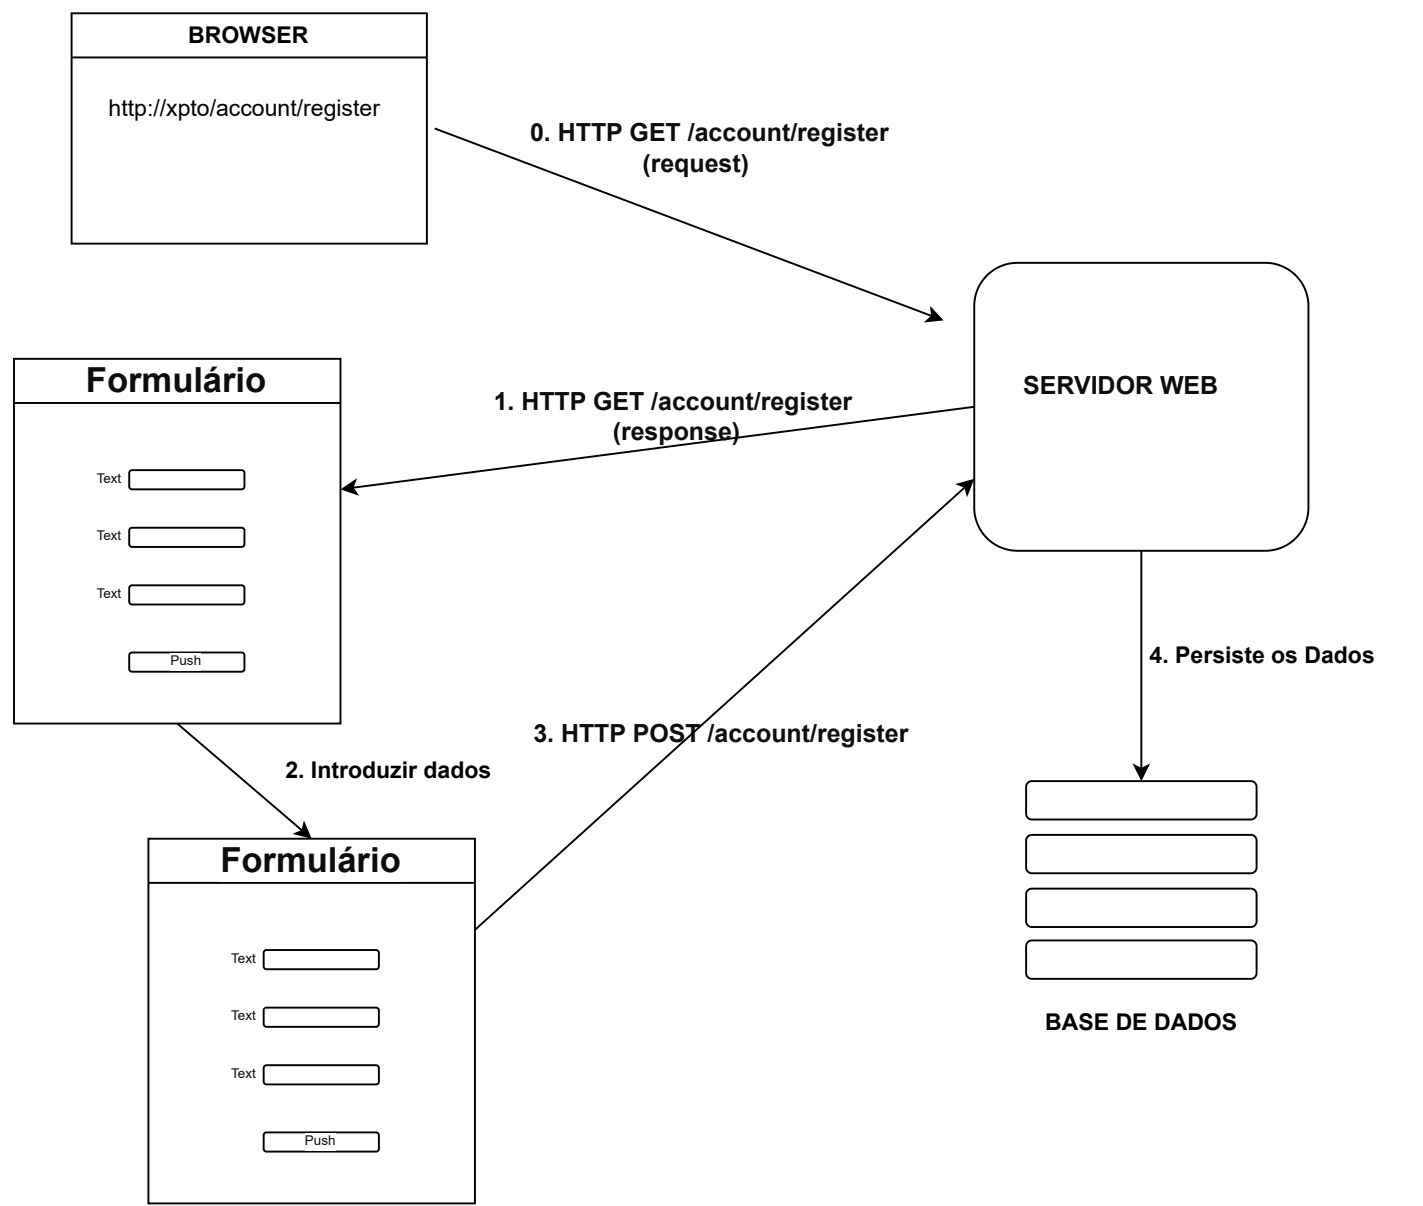 BROWSER
http://xpto/account/register
0. HTTP GET /account/register
(request)
SERVIDOR WEB
Formulário
1. HTTP GET /account/register
(response)
Text
Text
Text
Push
4. Persiste os Dados
3. HTTP POST /account/register
2. Introduzir dados
Formulário
Text
Text
Text
Push
BASE DE DADOS